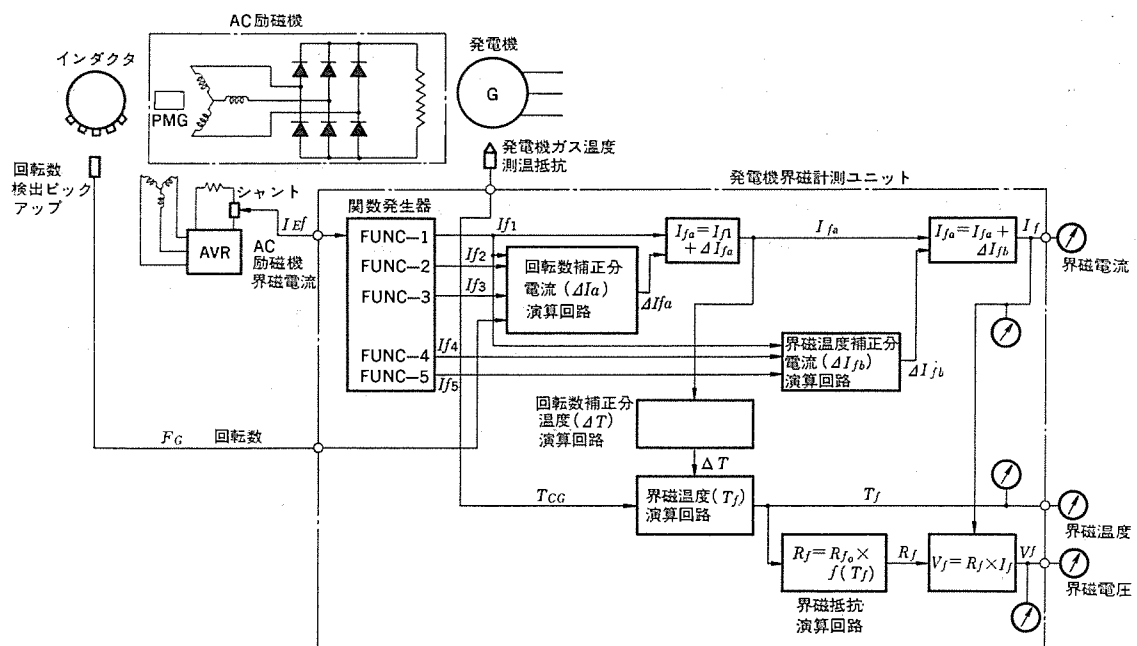 AC励磁機
インダクタ
PMG
発電機
G
回転数
検出ピック
アップ
シャント
AVR
AC
励磁機
界磁電流
IEf
発電機ガス温度
測温抵抗
発電機界磁計測ユニット
関数発生器
FUNC-1
FUNC-2
FUNC-3
FUNC-4
FUNC-5
If1
If2
If3
If4
If5
回転数補正分
電流(ΔIa)
演算回路
ΔIfa
Ifa=If1
+ΔIfa
Ifa
Ifa=Ifa+
ΔIfb
If
界磁電流
界磁温度補正分
電流(ΔIfb)
演算回路
ΔIfb
回転数補正分
温度(ΔT)
演算回路
FG 回転数
ΔT
TCG
界磁温度(Tf)
演算回路
Tf
界磁温度
Rf=Rf0×
f(Tf)
Rf
Vf=Rf×If
Vf
界磁電圧
界磁抵抗
演算回路